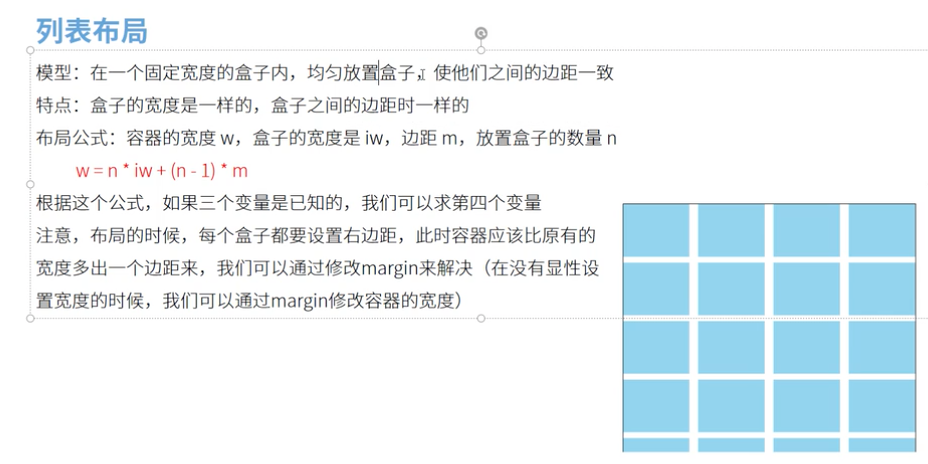 列表布局
模型：在一个固定宽度的盒子内，均匀放置盒子，使他们之间的边距一致
特点：盒子的宽度是一样的，盒子之间的边距时一样的
布局公式：容器的宽度 w，盒子的宽度是 iw，边距 m，放置盒子的数量 n
w = n * iw + (n - 1) * m
根据这个公式，如果三个变量是已知的，我们可以求第四个变量
注意，布局的时候，每个盒子都要设置右边距，此时容器应该比原有的
宽度多出一个边距来，我们可以通过修改margin来解决（在没有显性设
置宽度的时候，我们可以通过margin修改容器的宽度）